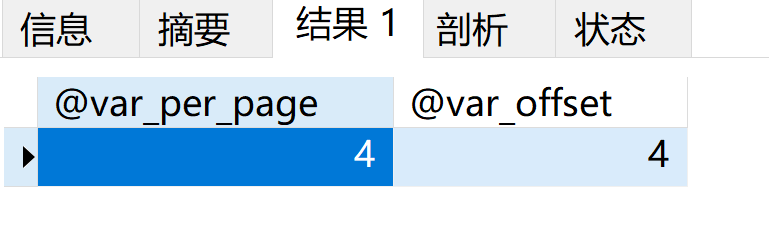 信息 摘要 结果 1 剖析 状态
@var_per_page @var_offset
4 4